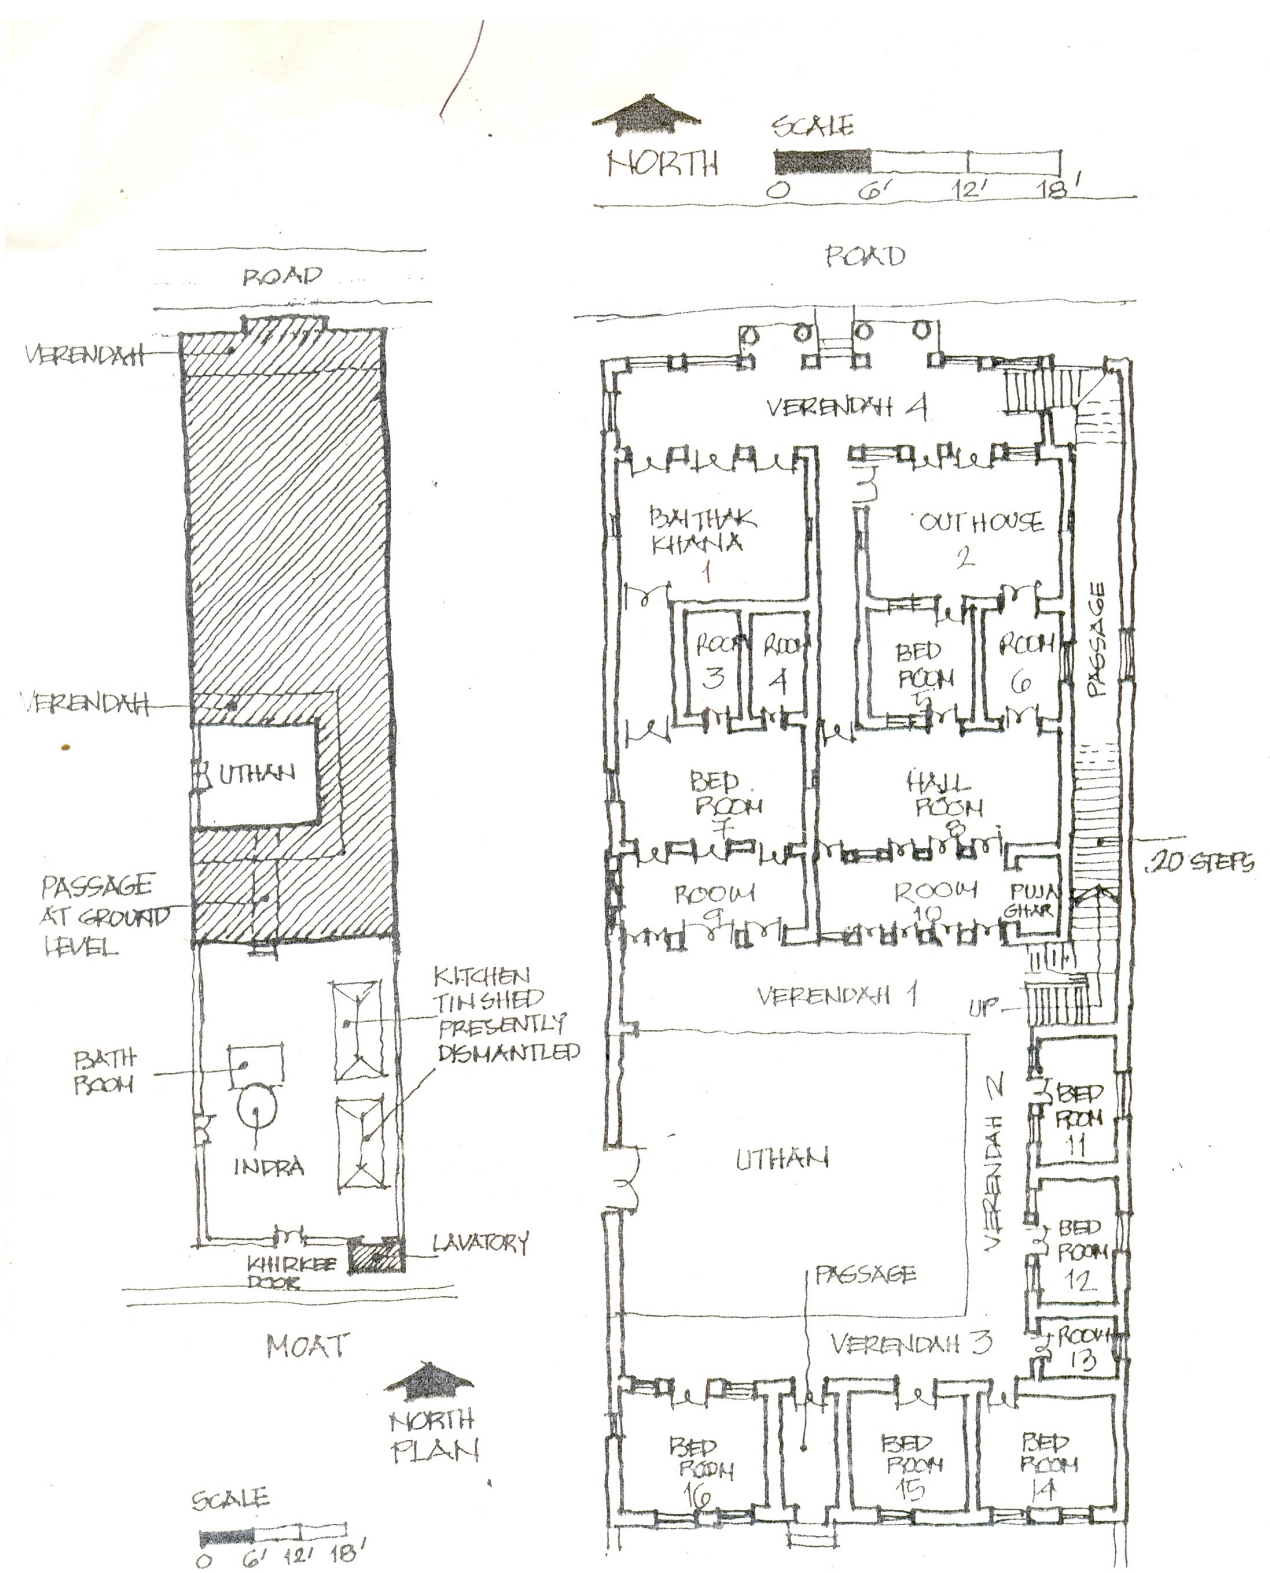 NORTH
SCALE
0 6' 12' 18'
ROAD
VERENDAH
VERENDAH
UTHAN
PASSAGE
AT GROUND
LEVEL
KITCHEN
TIN SHED
PRESENTLY
DISMANTLED
BATH
ROOM
INDRA
LAVATORY
KHIRKEE
DOOR
MOAT
NORTH
PLAN
SCALE
0 6' 12' 18'
ROAD
VERENDAH 4
BAITHAK
KHANA
1
OUT HOUSE
2
ROOM
3
ROOM
4
BED
ROOM
5
ROOM
6
PASSAGE
BED
ROOM
7
HALL
ROOM
8
.20 STEPS
ROOM
9
ROOM
10
PUJA
GHAR
VERENDAH 1
UP
BED
ROOM
11
VERENDAH 2
UTHAN
BED
ROOM
12
PASSAGE
VERENDAH 3
ROOM
13
BED
ROOM
16
BED
ROOM
15
BED
ROOM
14